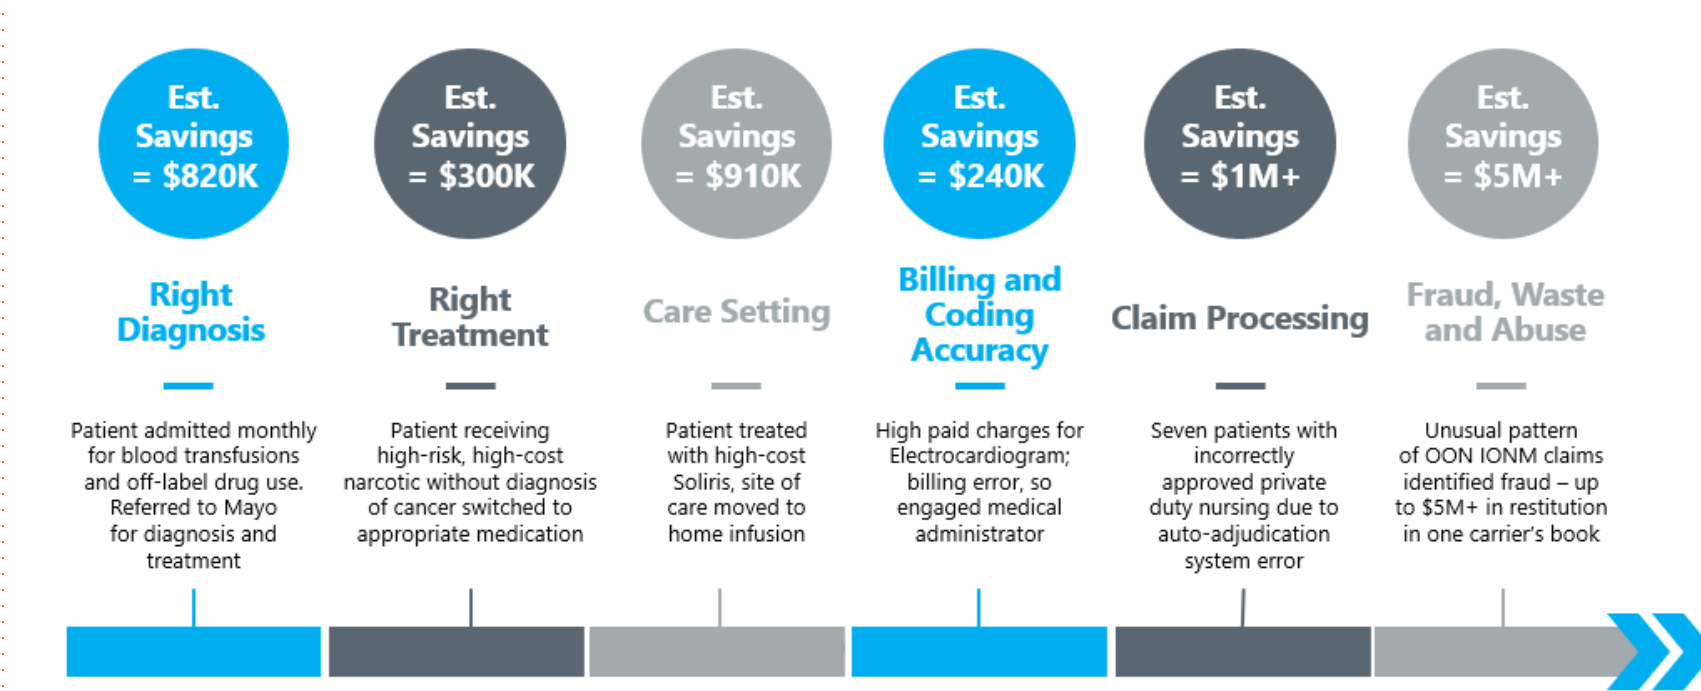 Est.
Savings
= $820K
Right
Diagnosis
Patient admitted monthly
for blood transfusions
and off-label drug use.
Referred to Mayo
for diagnosis and
treatment
Est.
Savings
= $300K
Right
Treatment
Patient receiving
high-risk, high-cost
narcotic without diagnosis
of cancer switched to
appropriate medication
Est.
Savings
= $910K
Care Setting
Patient treated
with high-cost
Soliris, site of
care moved to
home infusion
Est.
Savings
= $240K
Billing and
Coding
Accuracy
High paid charges for
Electrocardiogram;
billing error, so
engaged medical
administrator
Est.
Savings
= $1M+
Claim Processing
Seven patients with
incorrectly
approved private
duty nursing due to
auto-adjudication
system error
Est.
Savings
= $5M+
Fraud, Waste
and Abuse
Unusual pattern
of OON IONM claims
identified fraud – up
to $5M+ in restitution
in one carrier's book